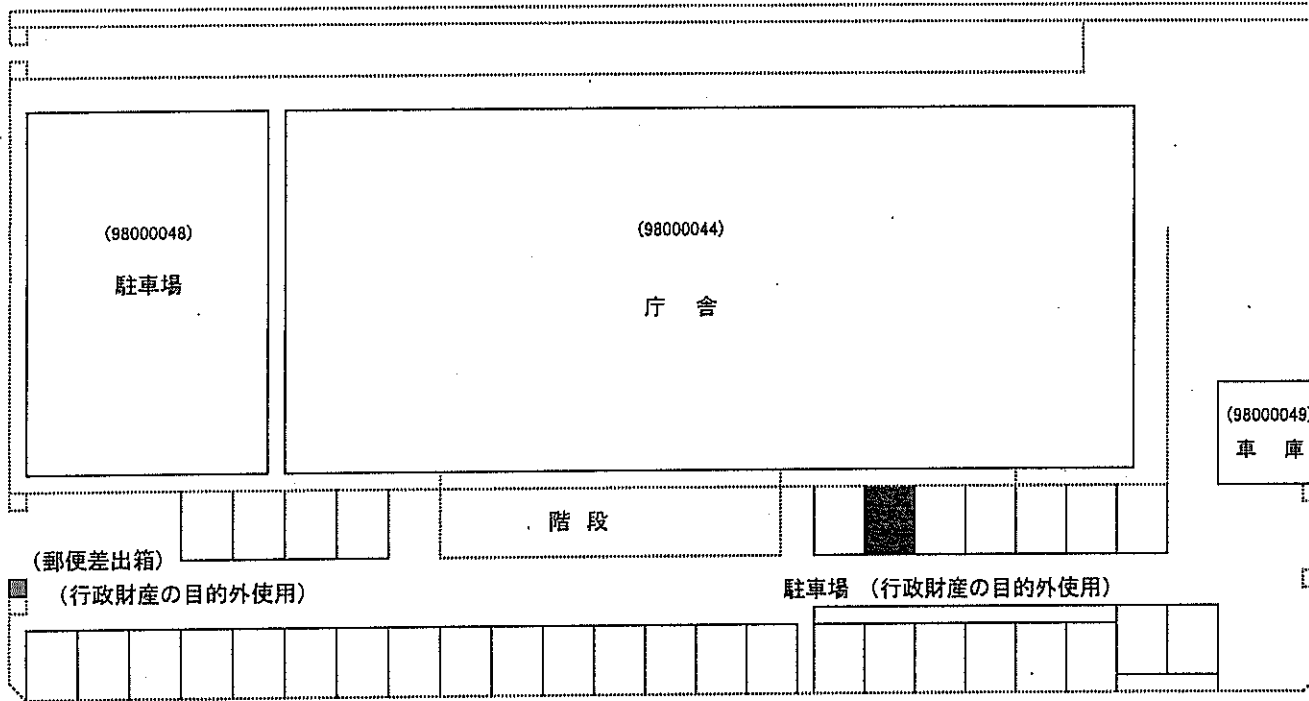 (98000048)
駐車場
(98000044)
庁 舎
(98000049)
車 庫
階 段
(郵便差出箱)
(行政財産の目的外使用)
駐車場 (行政財産の目的外使用)